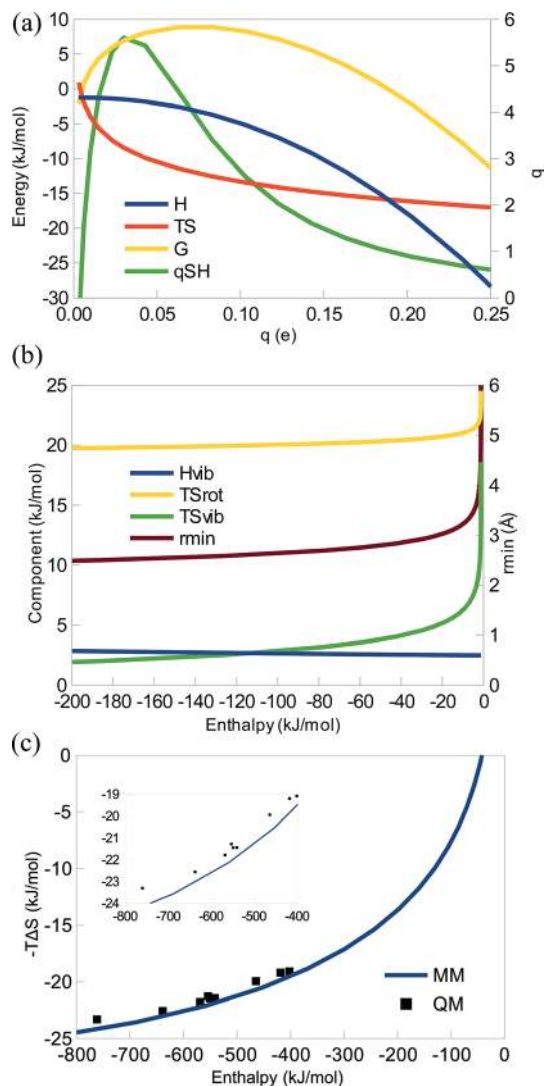 (a)
10
5
0
-5
-10
-15
-20
-25
-30
Energy (kJ/mol)
H
TS
G
qSH
6
5
4
3
2
1
0
q
0.00
0.05
0.10
0.15
0.20
0.25
q (e)
(b)
25
20
15
10
5
0
Component (kJ/mol)
Hvib
TSrot
TSvib
rmin
6
5
4
3
2
1
0
rmin (Å)
-200 -180 -160 -140 -120 -100 -80 -60 -40 -20 0
Enthalpy (kJ/mol)
(c)
0
-5
-10
-15
-20
-25
-TΔS (kJ/mol)
-19
-20
-21
-22
-23
-24
-800 -700 -600 -500 -400
MM
QM
-800 -700 -600 -500 -400 -300 -200 -100 0
Enthalpy (kJ/mol)